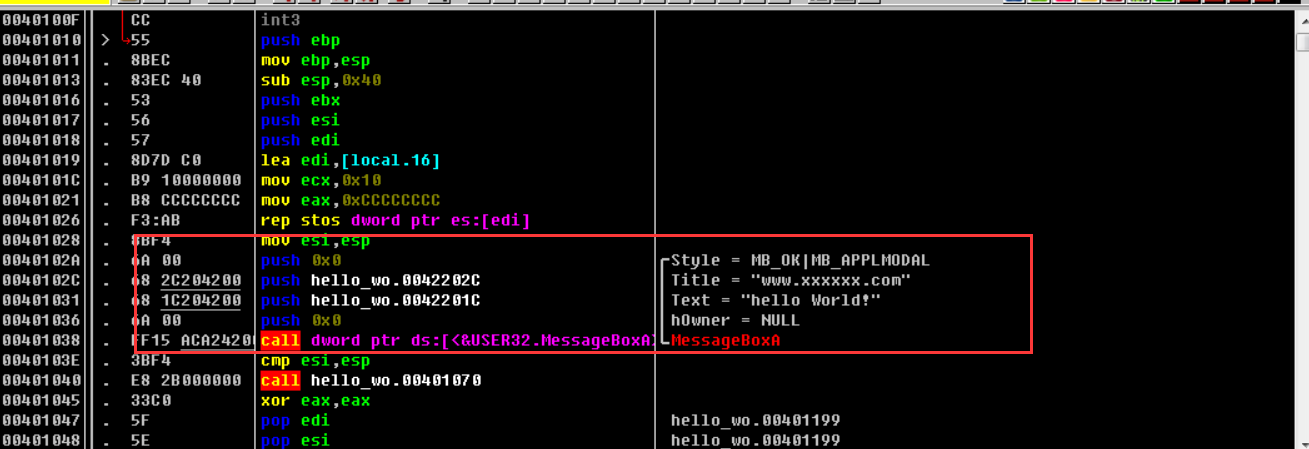 0040100F CC int3
00401010 > 55 push ebp
00401011 . 8BEC mov ebp,esp
00401013 . 83EC 40 sub esp,0x40
00401016 . 53 push ebx
00401017 . 56 push esi
00401018 . 57 push edi
00401019 . 8D7D C0 lea edi,[local.16]
0040101C . B9 10000000 mov ecx,0x10
00401021 . B8 CCCCCCCC mov eax,0xCCCCCCCC
00401026 . F3:AB rep stos dword ptr es:[edi]
00401028 . 8BF4 mov esi,esp
0040102A . 6A 00 push 0x0 Style = MB_OK|MB_APPLMODAL
0040102C . 68 2C204200 push hello_wo.0042202C Title = "www.xxxxxx.com"
00401031 . 68 1C204200 push hello_wo.0042201C Text = "hello World!"
00401036 . 6A 00 push 0x0 hOwner = NULL
00401038 . FF15 ACA24200 call dword ptr ds:[<&USER32.MessageBoxA> MessageBoxA
0040103E . 3BF4 cmp esi,esp
00401040 . E8 2B000000 call hello_wo.00401070
00401045 . 33C0 xor eax,eax
00401047 . 5F pop edi hello_wo.00401199
00401048 . 5E pop esi hello_wo.00401199